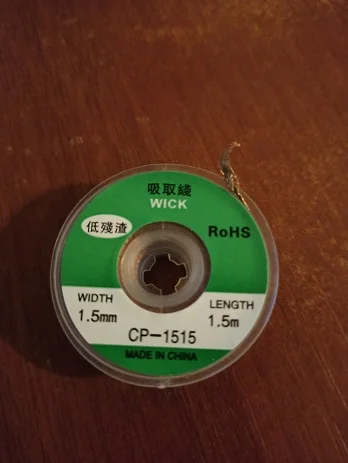 吸取綫
WICK
低殘渣
RoHS
WIDTH
1.5mm
LENGTH
1.5m
CP-1515
MADE IN CHINA